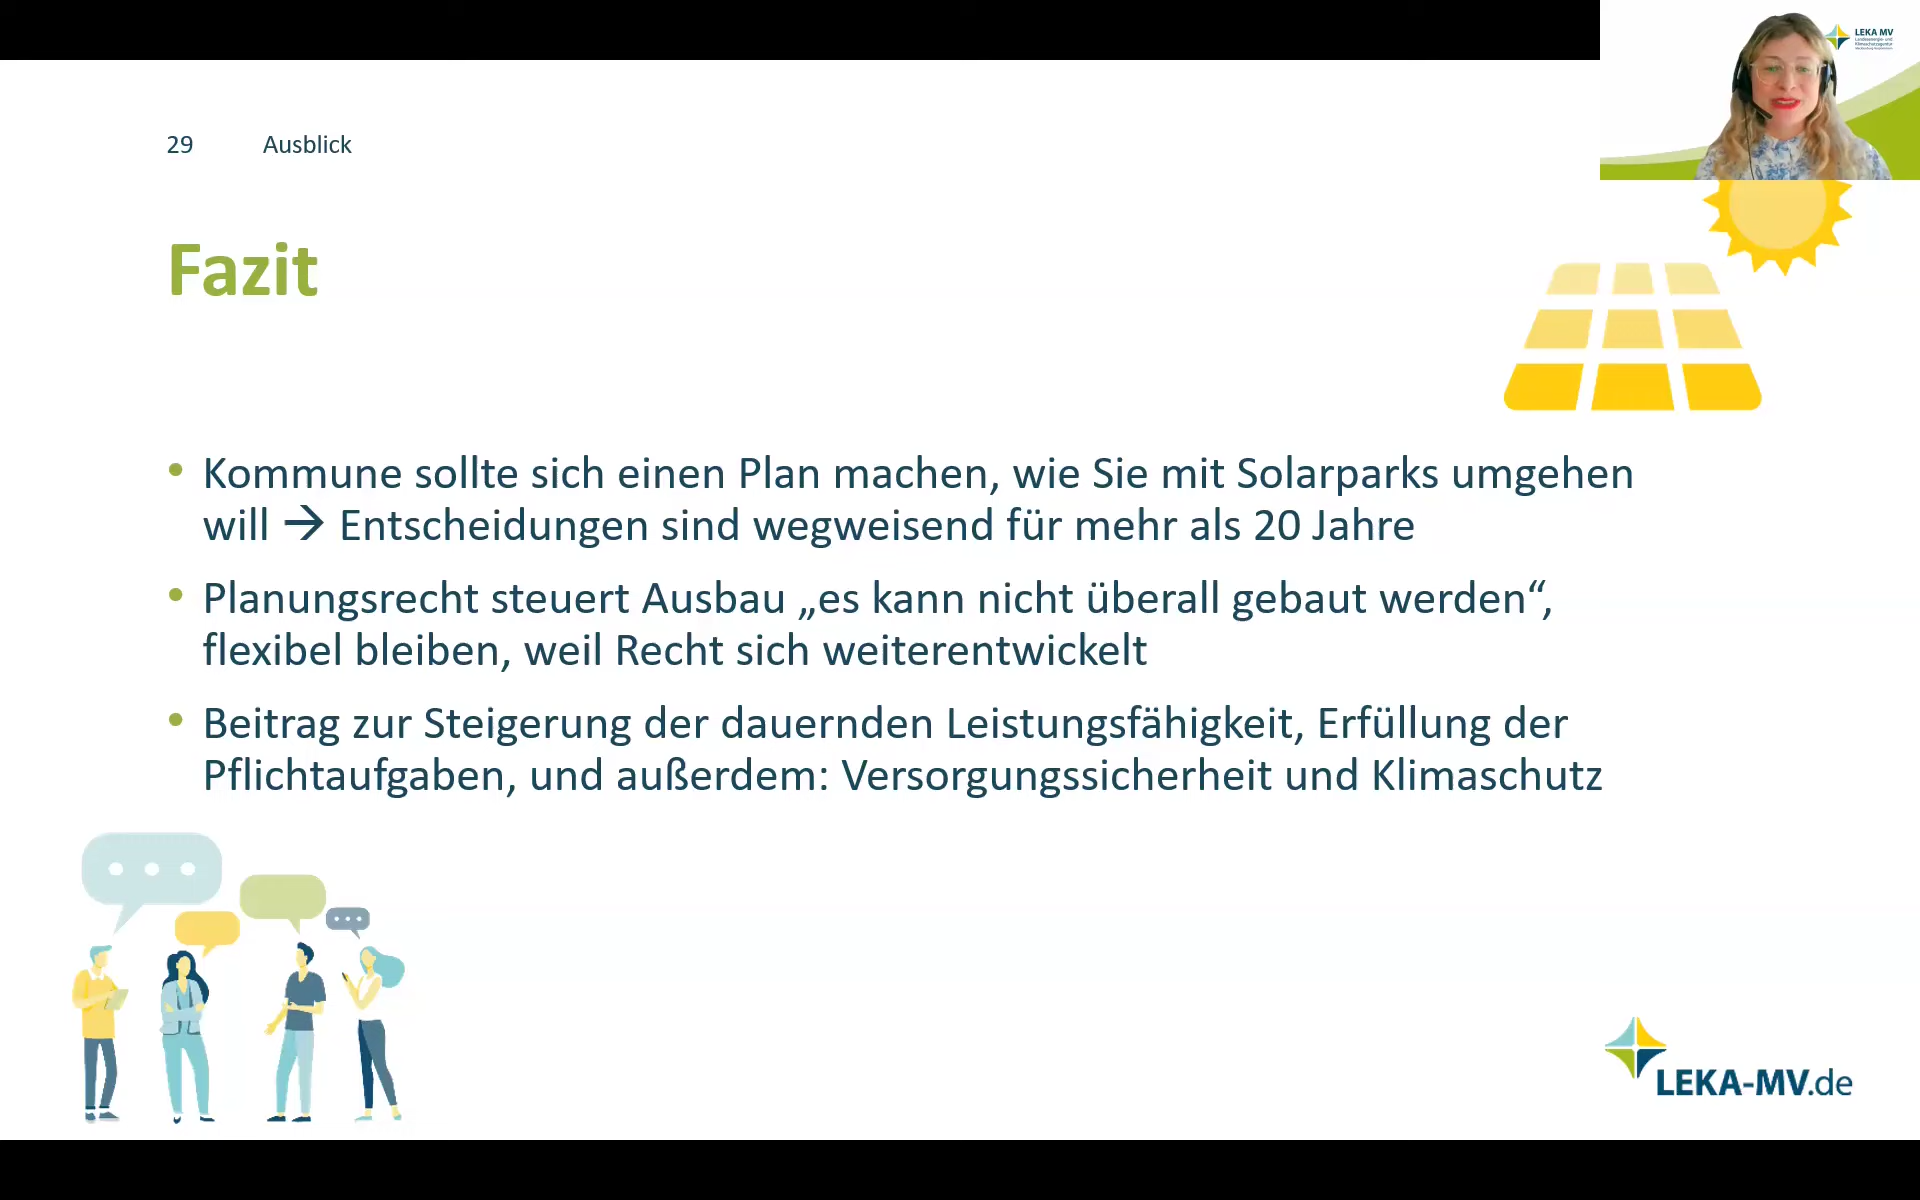 LEKA MV
29 Ausblick
Fazit
• Kommune sollte sich einen Plan machen, wie Sie mit Solarparks umgehen
will → Entscheidungen sind wegweisend für mehr als 20 Jahre
• Planungsrecht steuert Ausbau „es kann nicht überall gebaut werden“,
flexibel bleiben, weil Recht sich weiterentwickelt
• Beitrag zur Steigerung der dauernden Leistungsfähigkeit, Erfüllung der
Pflichtaufgaben, und außerdem: Versorgungssicherheit und Klimaschutz
LEKA-MV.de